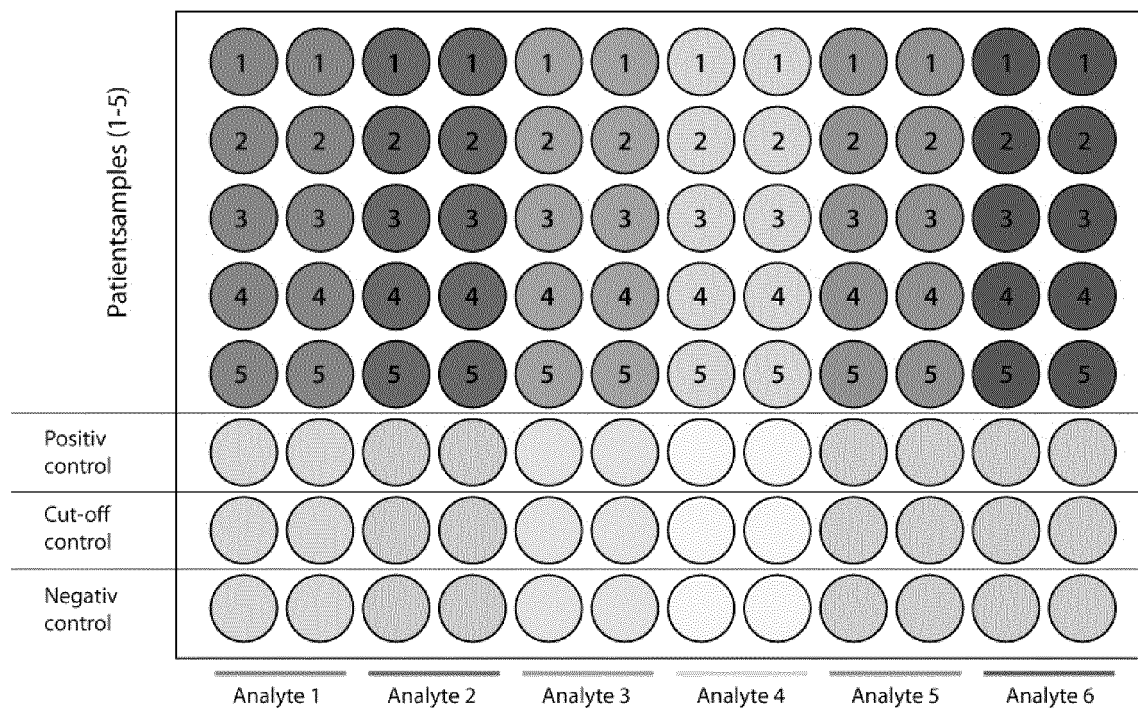 Patientsamples (1-5)
1 1 1 1 1 1 1 1 1 1 1 1
2 2 2 2 2 2 2 2 2 2 2 2
3 3 3 3 3 3 3 3 3 3 3 3
4 4 4 4 4 4 4 4 4 4 4 4
5 5 5 5 5 5 5 5 5 5 5 5
Positiv
control
Cut-off
control
Negativ
control
Analyte 1 Analyte 2 Analyte 3 Analyte 4 Analyte 5 Analyte 6